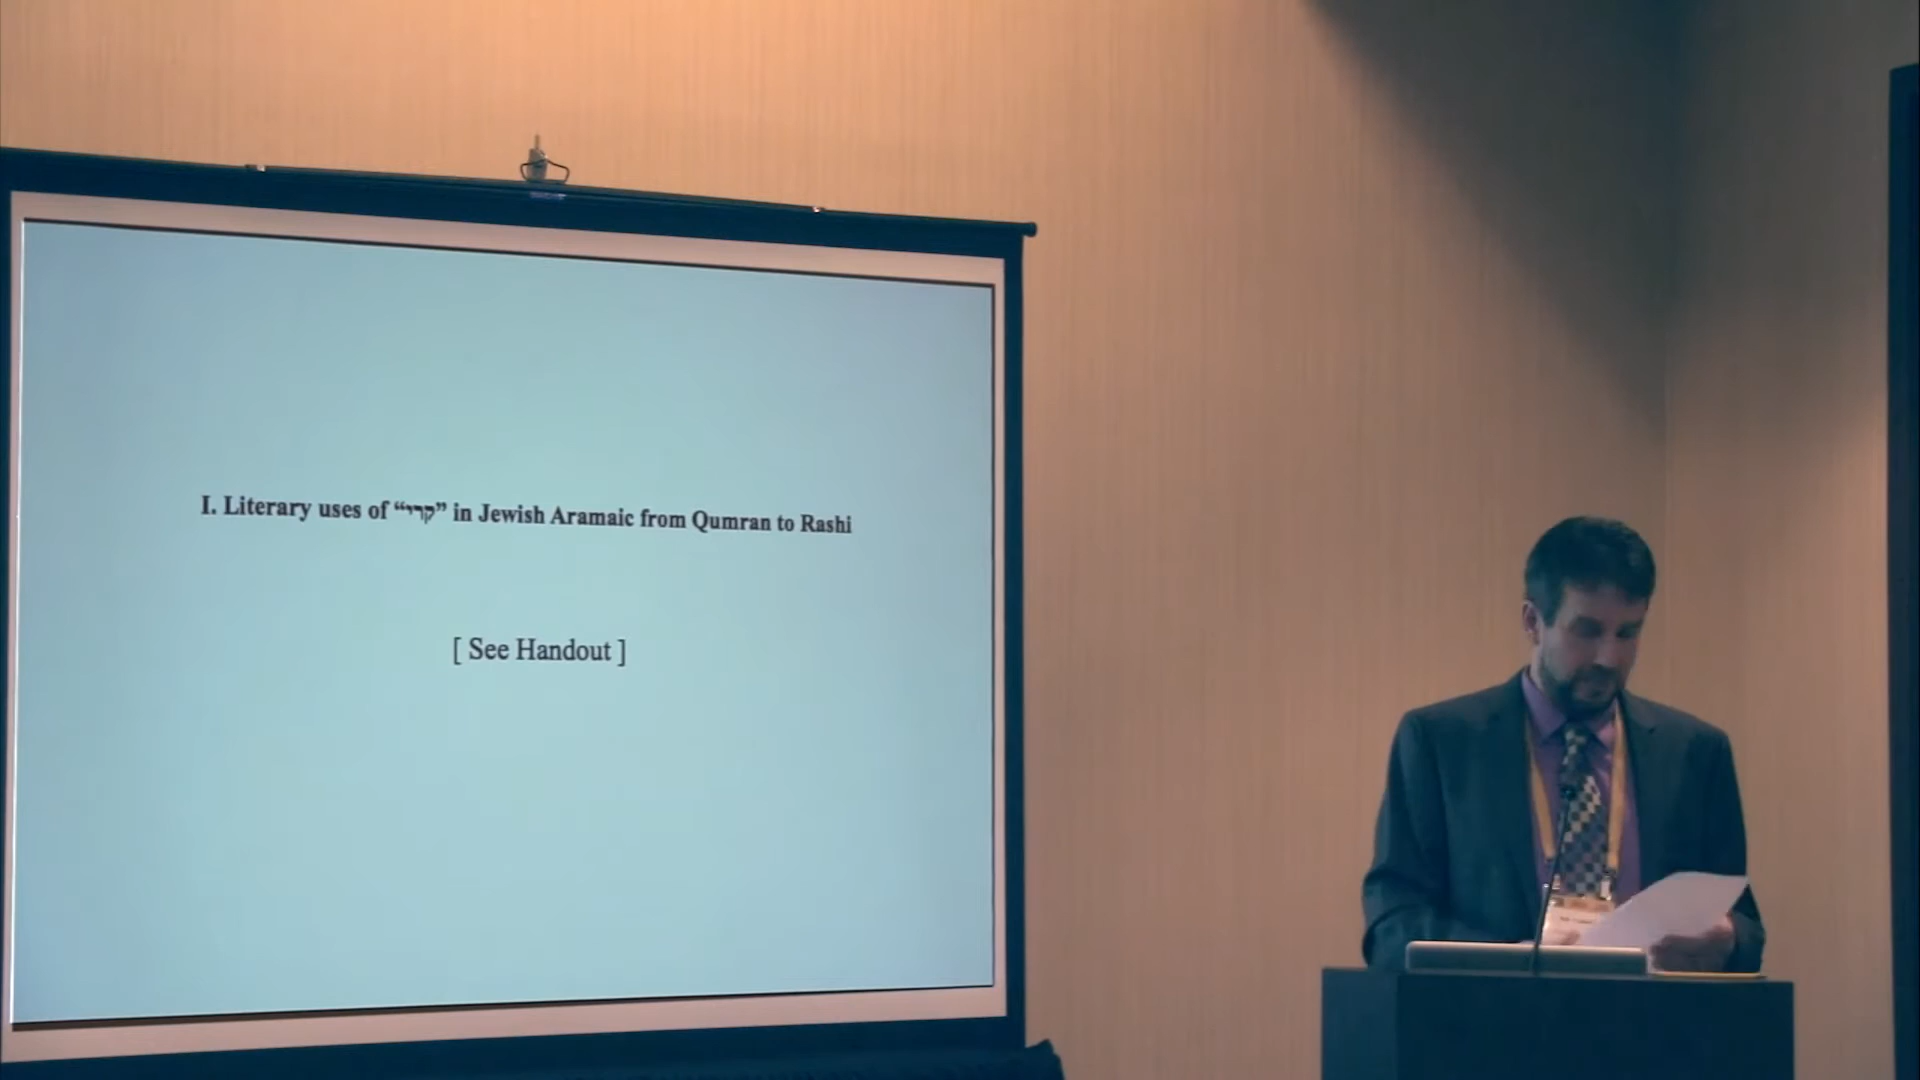 I. Literary uses of “קריי” in Jewish Aramaic from Qumran to Rashi
[ See Handout ]